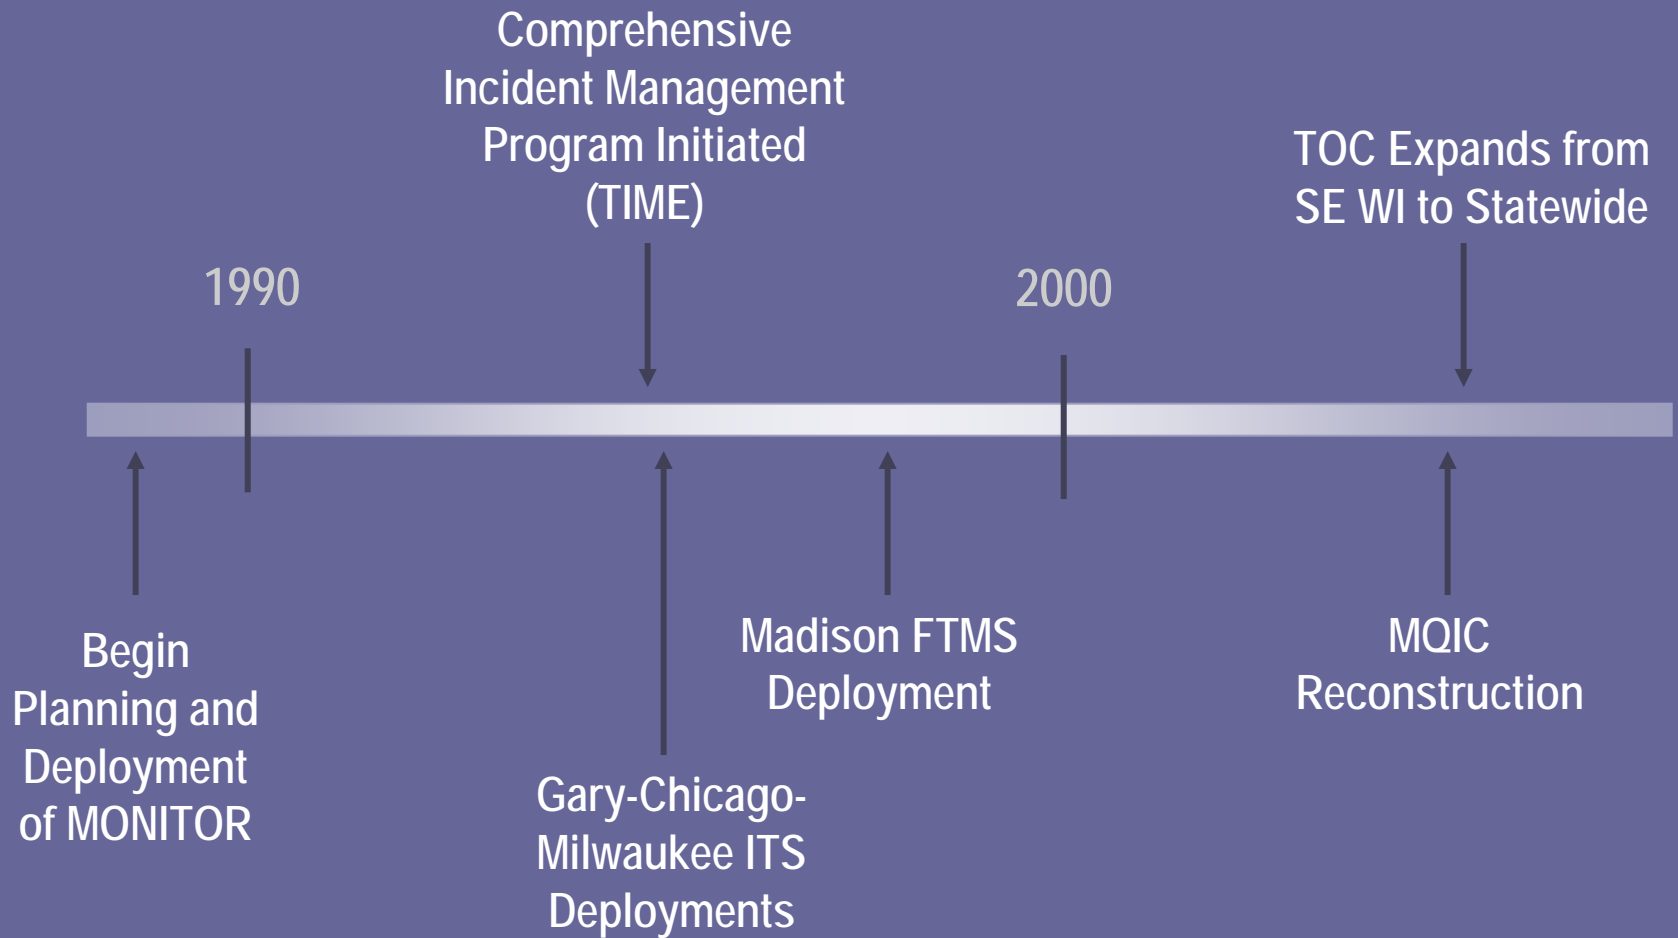 Comprehensive
Incident Management
Program Initiated
(TIME)
TOC Expands from
SE WI to Statewide
1990
2000
Begin
Planning and
Deployment
of MONITOR
Gary-Chicago-
Milwaukee ITS
Deployments
Madison FTMS
Deployment
MQIC
Reconstruction